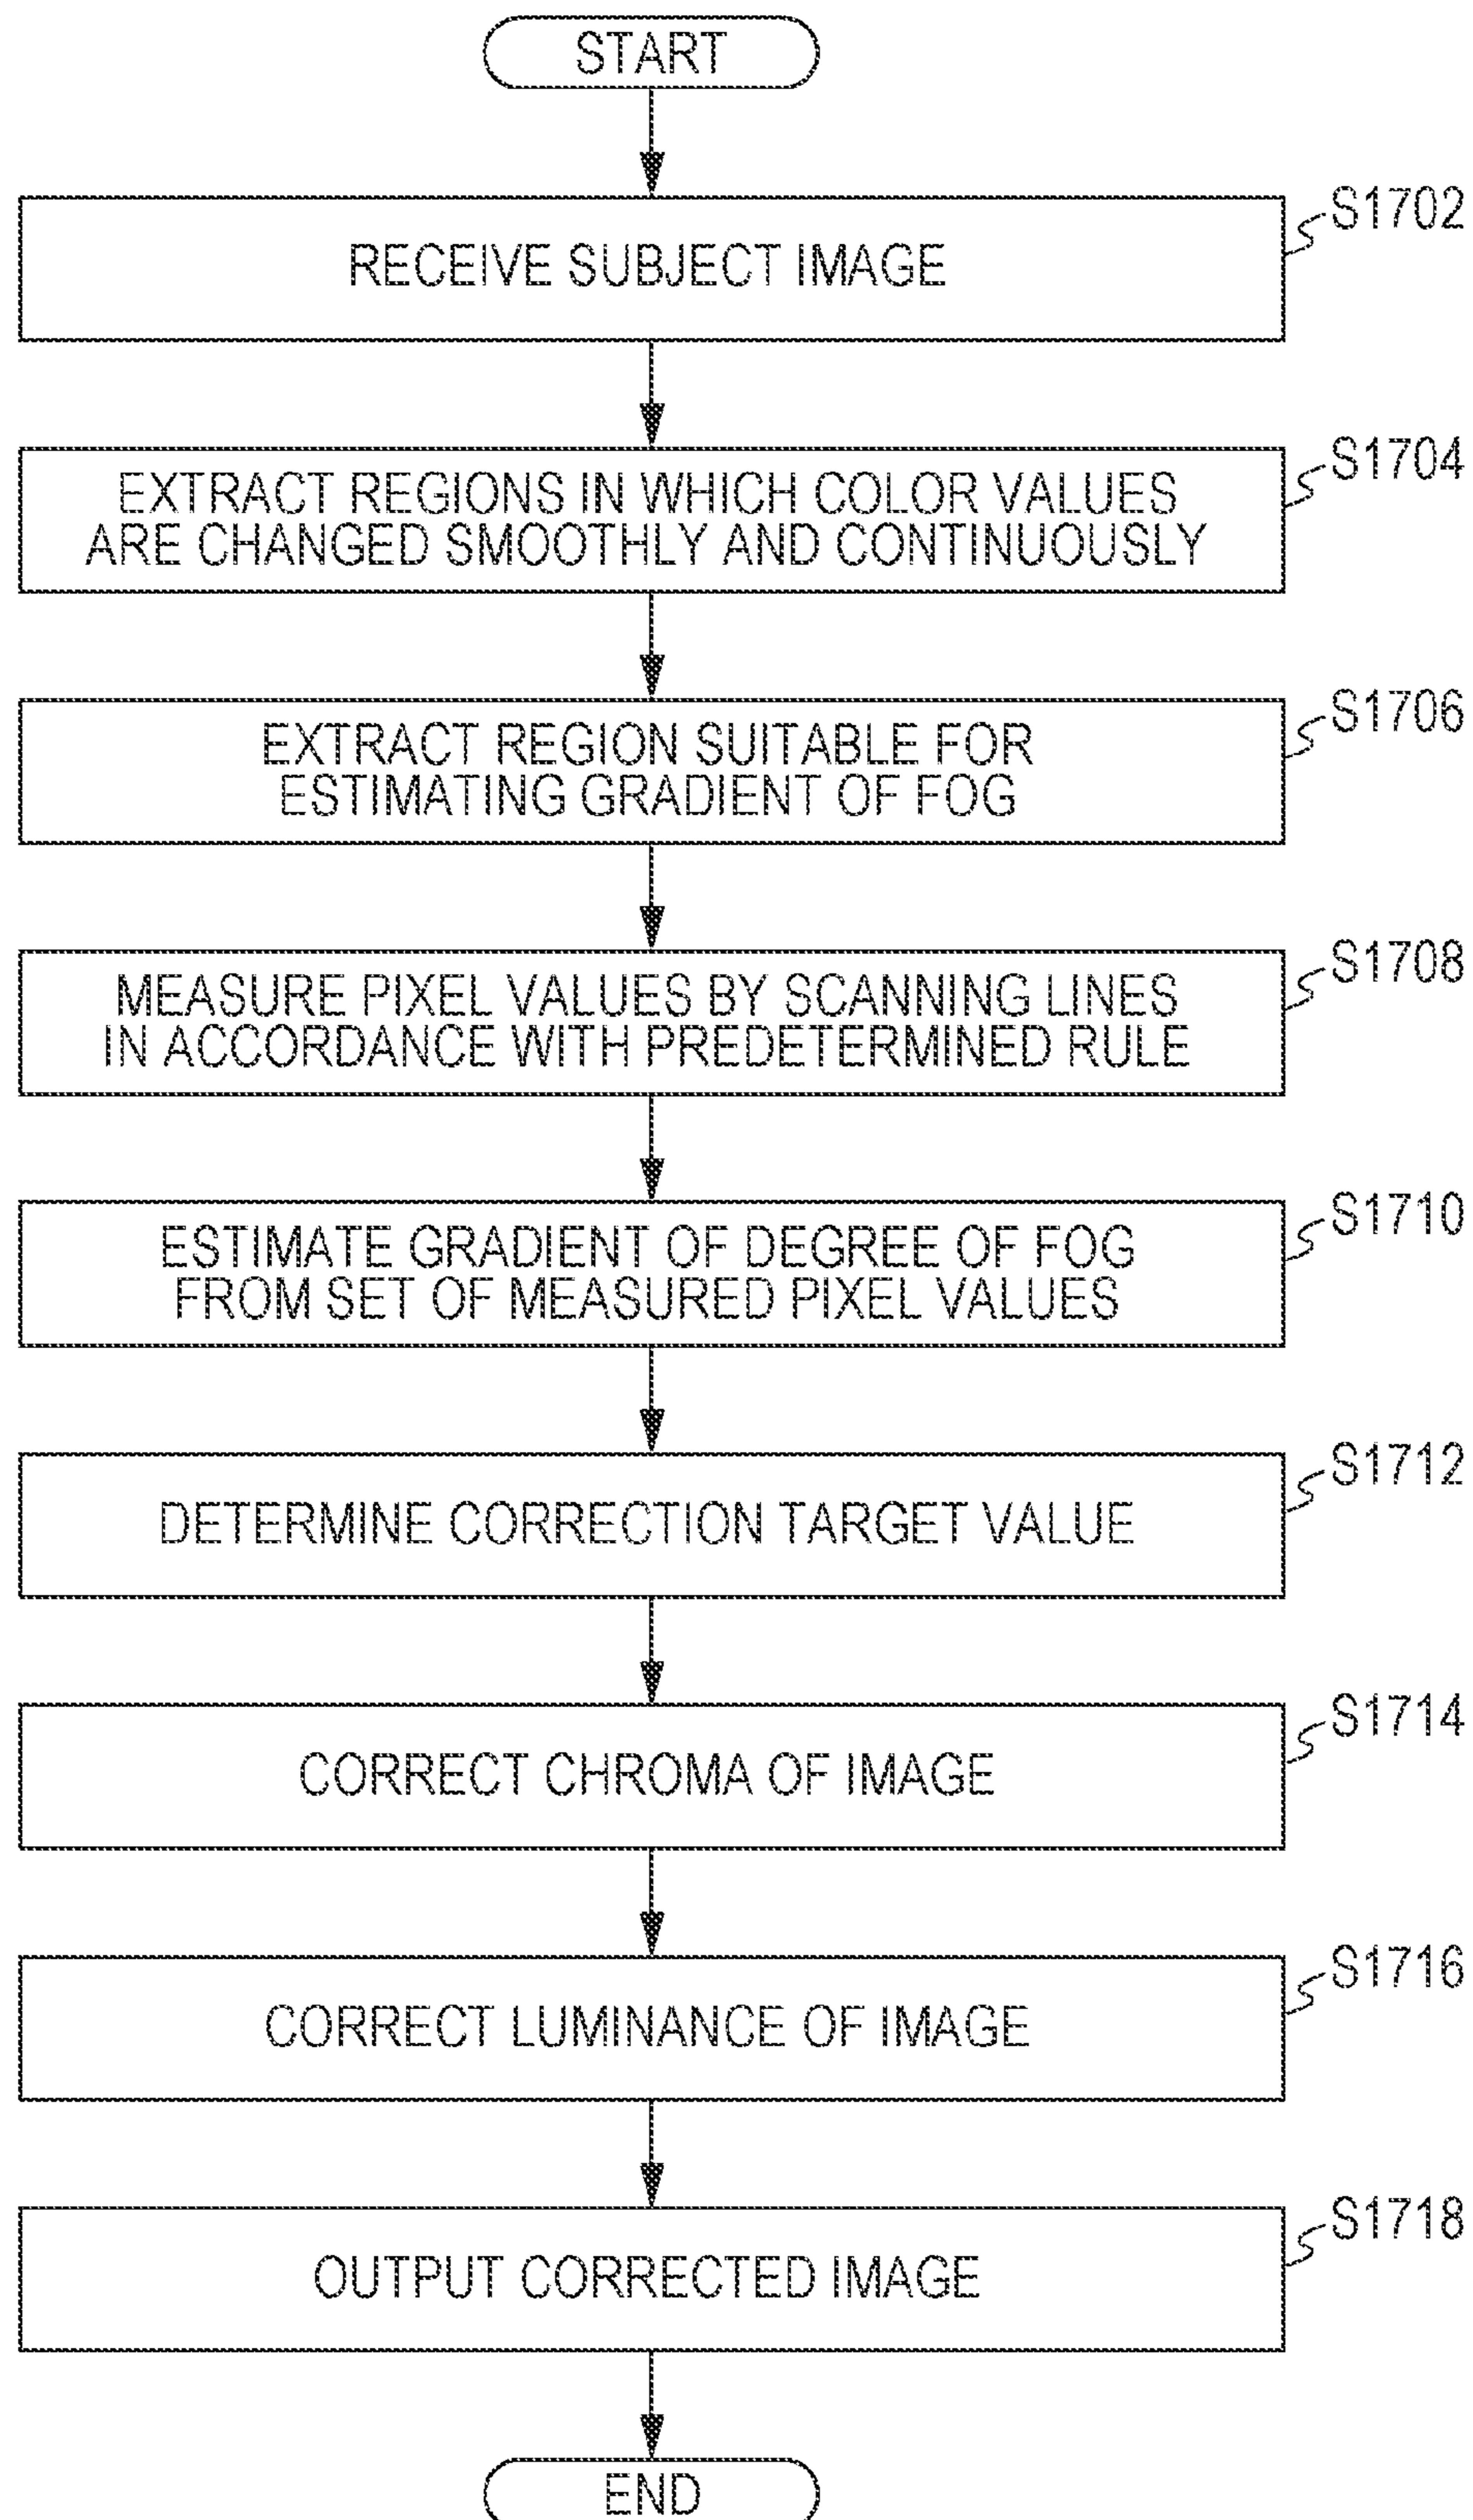 START
S1702
RECEIVE SUBJECT IMAGE
S1704
EXTRACT REGIONS IN WHICH COLOR VALUES
ARE CHANGED SMOOTHLY AND CONTINUOUSLY
S1706
EXTRACT REGION SUITABLE FOR
ESTIMATING GRADIENT OF FOG
S1708
MEASURE PIXEL VALUES BY SCANNING LINES
IN ACCORDANCE WITH PREDETERMINED RULE
S1710
ESTIMATE GRADIENT OF DEGREE OF FOG
FROM SET OF MEASURED PIXEL VALUES
S1712
DETERMINE CORRECTION TARGET VALUE
S1714
CORRECT CHROMA OF IMAGE
S1716
CORRECT LUMINANCE OF IMAGE
S1718
OUTPUT CORRECTED IMAGE
END